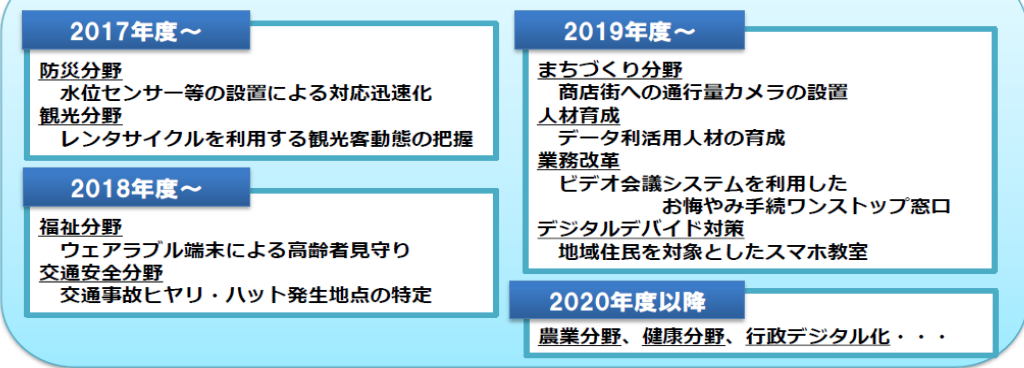 2017年度～
防災分野
水位センサー等の設置による対応迅速化
観光分野
レンタサイクルを利用する観光客動態の把握
2018年度～
福祉分野
ウェアラブル端末による高齢者見守り
交通安全分野
交通事故ヒヤリ・ハット発生地点の特定
2019年度～
まちづくり分野
商店街への通行量カメラの設置
人材育成
データ利活用人材の育成
業務改革
ビデオ会議システムを利用した
お悔やみ手続ワンストップ窓口
デジタルデバイド対策
地域住民を対象としたスマホ教室
2020年度以降
農業分野、健康分野、行政デジタル化・・・